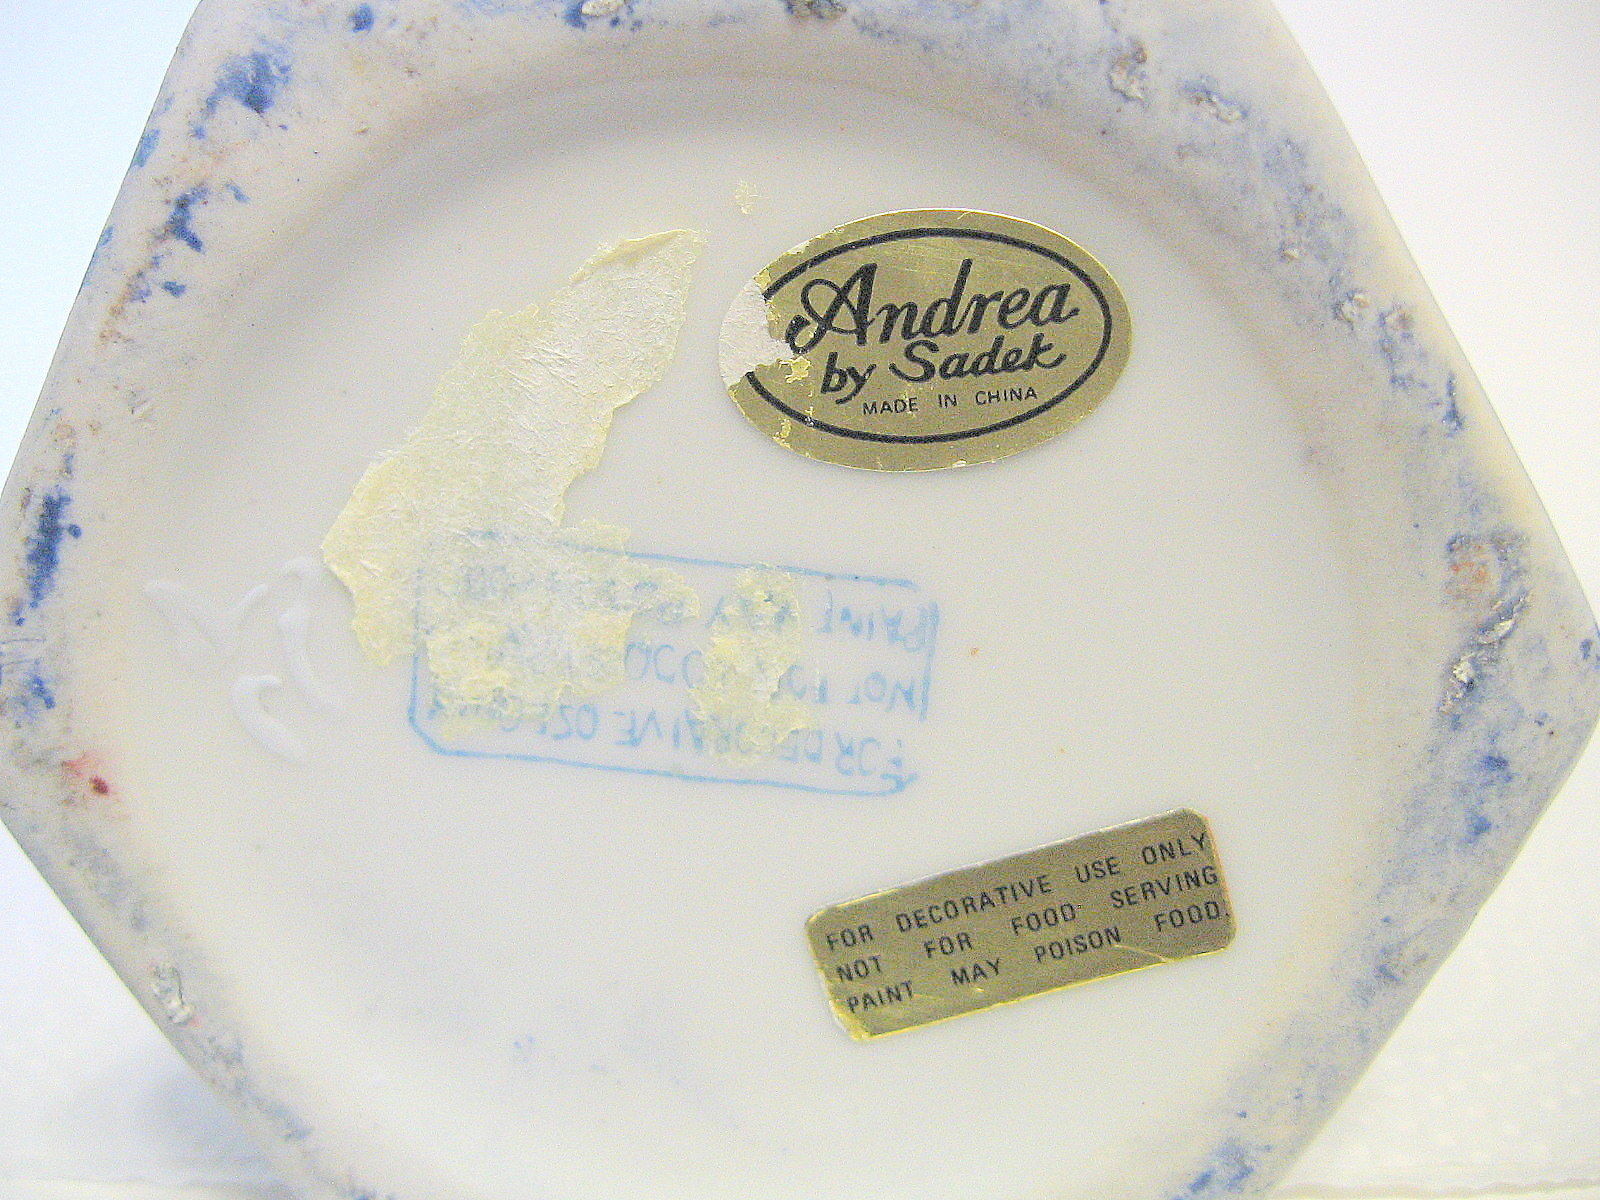 Andrea
by Sadek
MADE IN CHINA
FOR DECORATIVE USE ONLY
NOT FOR FOOD SERVING
PAINT MAY POISON FOOD.